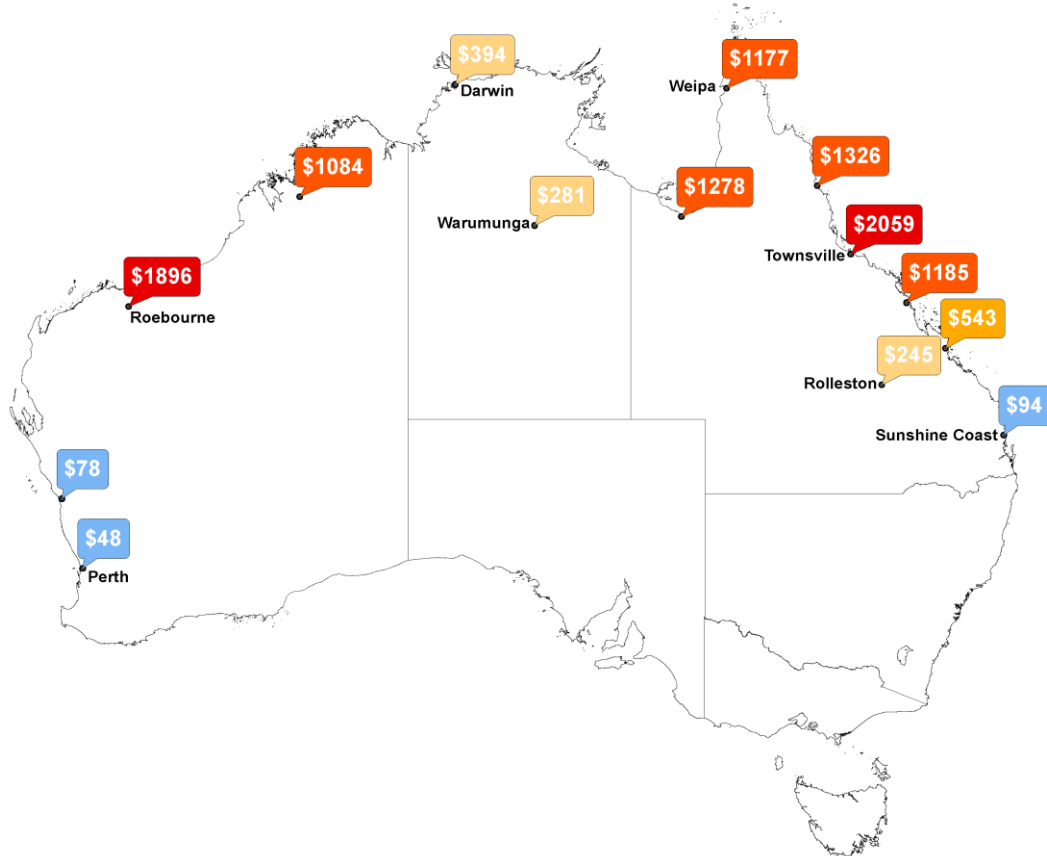 $394
Darwin
$1177
Weipa
$1084
$1326
$281
Warumunga
$1278
$2059
Townsville
$1896
Roebourne
$1185
$543
$245
Rolleston
$94
Sunshine Coast
$78
$48
Perth